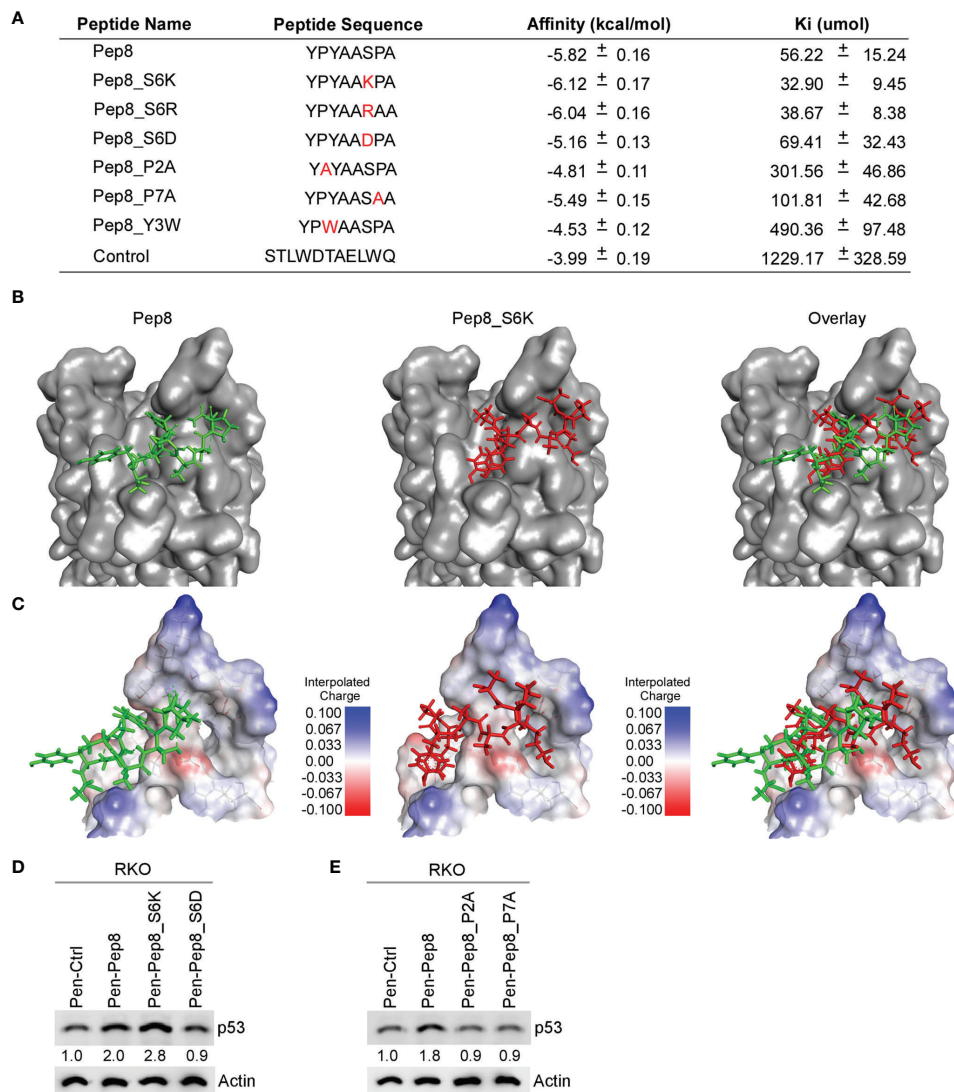 A
Peptide Name Peptide Sequence Affinity (kcal/mol) Ki (umol)
Pep8 YPYAASPA -5.82 ± 0.16 56.22 ± 15.24
Pep8_S6K YPYAAKPA -6.12 ± 0.17 32.90 ± 9.45
Pep8_S6R YPYAARAA -6.04 ± 0.16 38.67 ± 8.38
Pep8_S6D YPYAADPA -5.16 ± 0.13 69.41 ± 32.43
Pep8_P2A YAYAASPA -4.81 ± 0.11 301.56 ± 46.86
Pep8_P7A YPYAASAA -5.49 ± 0.15 101.81 ± 42.68
Pep8_Y3W YPWAASPA -4.53 ± 0.12 490.36 ± 97.48
Control STLWDTAELWQ -3.99 ± 0.19 1229.17 ± 328.59
B
Pep8 Pep8_S6K Overlay
C
Interpolated
Charge
0.100
0.067
0.033
0.00
-0.033
-0.067
-0.100
Interpolated
Charge
0.100
0.067
0.033
0.00
-0.033
-0.067
-0.100
D
RKO
Pen-Ctrl
Pen-Pep8
Pen-Pep8_S6K
Pen-Pep8_S6D
p53
1.0 2.0 2.8 0.9
Actin
E
RKO
Pen-Ctrl
Pen-Pep8
Pen-Pep8_P2A
Pen-Pep8_P7A
p53
1.0 1.8 0.9 0.9
Actin